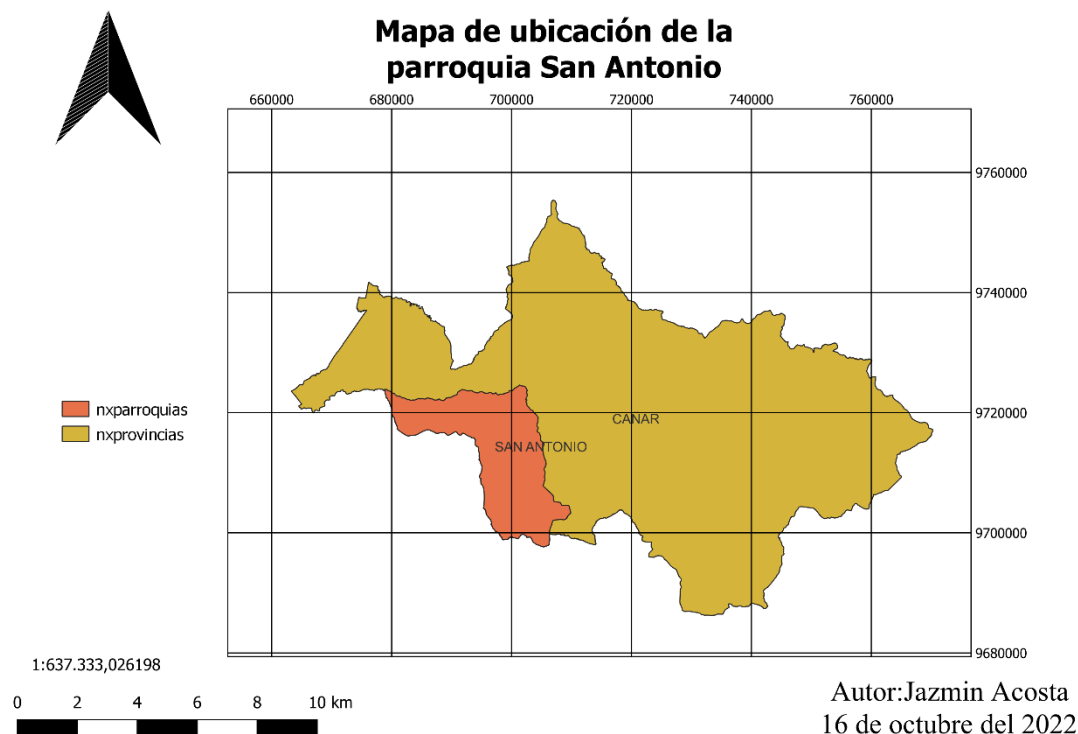 Mapa de ubicación de la
parroquia San Antonio
660000 680000 700000 720000 740000 760000
9760000
9740000
nxparroquias
nxprovincias
9720000
CANAR
SAN ANTONIO
9700000
9680000
1:637.333,026198
0 2 4 6 8 10 km
Autor:Jazmin Acosta
16 de octubre del 2022